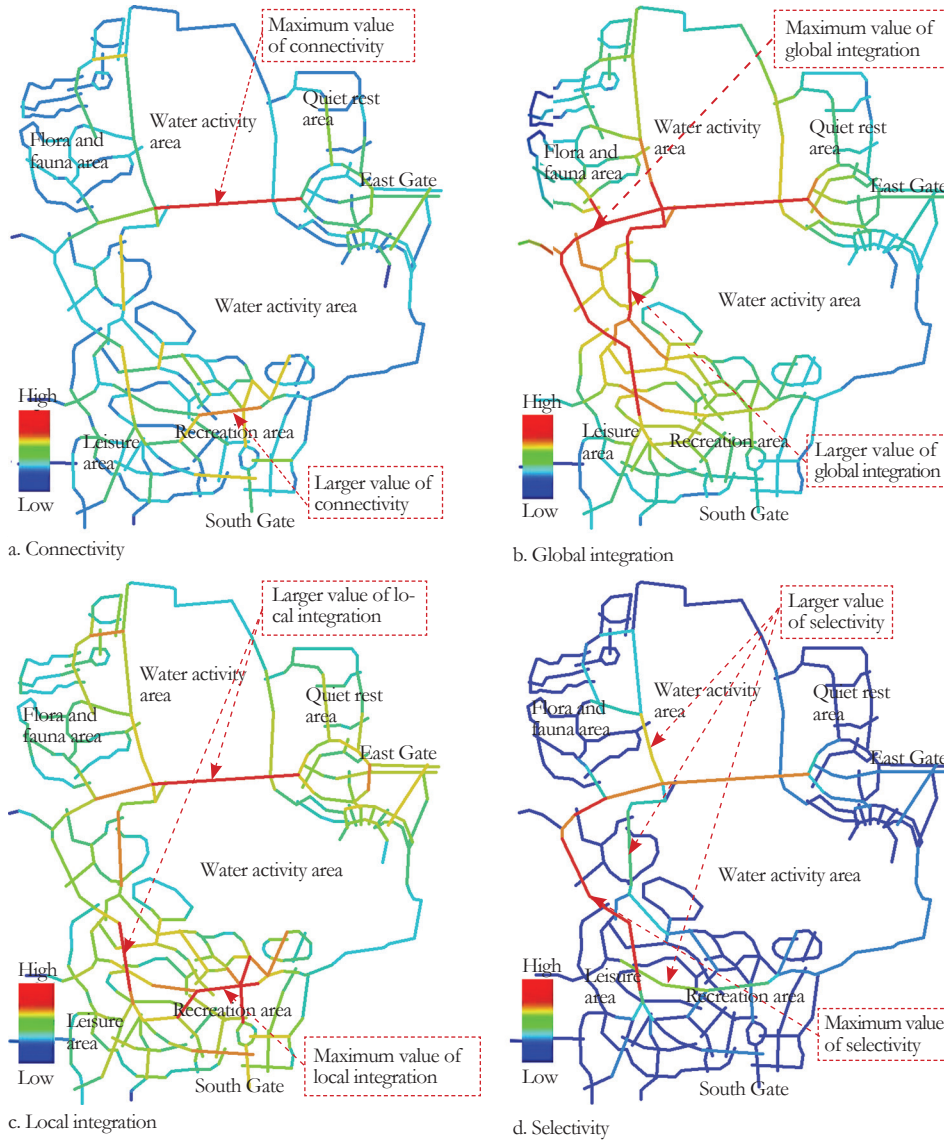 Maximum value
of connectivity
Quiet rest
area
Water activity
area
Flora and
fauna area
East Gate
Water activity area
High
Low
Leisure
area
Recreation area
Larger value of
connectivity
South Gate
a. Connectivity
Maximum value of
global integration
Water activity
area
Quiet rest
area
Flora and
fauna area
East Gate
Water activity area
High
Low
Leisure
area
Recreation area
Larger value of
global integration
South Gate
b. Global integration
Larger value of lo-
cal integration
Water activity
area
Quiet rest
area
Flora and
fauna area
East Gate
Water activity area
High
Low
Leisure
area
Recreation area
Maximum value of
local integration
South Gate
c. Local integration
Larger value
of selectivity
Water activity
area
Quiet rest
area
Flora and
fauna area
East Gate
Water activity area
High
Low
Leisure
area
Recreation area
Maximum value
of selectivity
South Gate
d. Selectivity